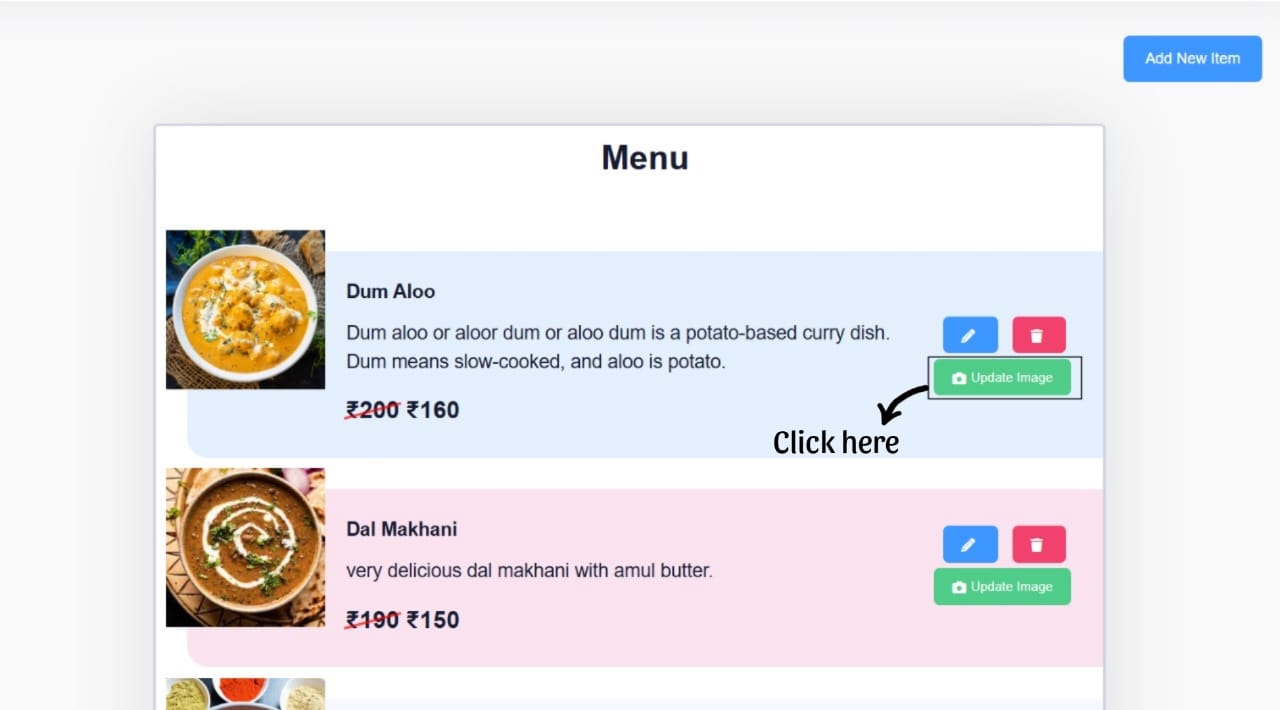 Add New Item
Menu
Dum Aloo
Dum aloo or aloor dum or aloo dum is a potato-based curry dish.
Dum means slow-cooked, and aloo is potato.
₹200 ₹160
Update Image
Click here
Dal Makhani
very delicious dal makhani with amul butter.
Update Image
₹190 ₹150